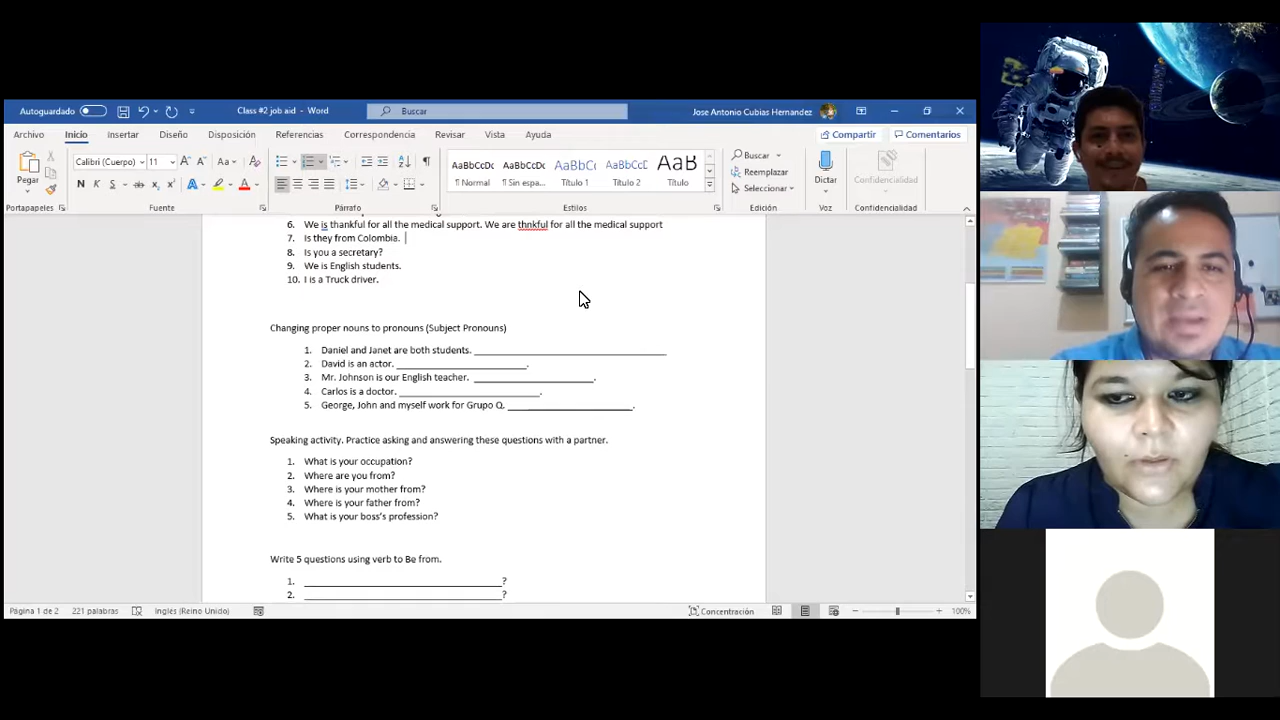 Autoguardado
Class #2 job aid - Word
Buscar
Jose Antonio Cubias Hernandez
Archivo Inicio Insertar Diseño Disposición Referencias Correspondencia Revisar Vista Ayuda
Compartir Comentarios
Pegar
Calibri (Cuerpo) 11
N K S
AaBbCcDc AaBbCcDc AaBbCc AaBbCcD AaB
¶ Normal ¶ Sin espa... Título 1 Título 2 Título
Buscar
Reemplazar
Seleccionar
Dictar
Confidencialidad
Portapapeles Fuente Párrafo Estilos Edición Voz Confidencialidad
6. We is thankful for all the medical support. We are thnkful for all the medical support
7. Is they from Colombia.
8. Is you a secretary?
9. We is English students.
10. I is a Truck driver.
Changing proper nouns to pronouns (Subject Pronouns)
1. Daniel and Janet are both students. ____________________
2. David is an actor. ____________________.
3. Mr. Johnson is our English teacher. ____________________.
4. Carlos is a doctor. ____________________.
5. George, John and myself work for Grupo Q. ____________________.
Speaking activity. Practice asking and answering these questions with a partner.
1. What is your occupation?
2. Where are you from?
3. Where is your mother from?
4. Where is your father from?
5. What is your boss's profession?
Write 5 questions using verb to Be from.
1. ____________________?
2. ____________________?
Página 1 de 2 221 palabras Inglés (Reino Unido) Concentración 100%